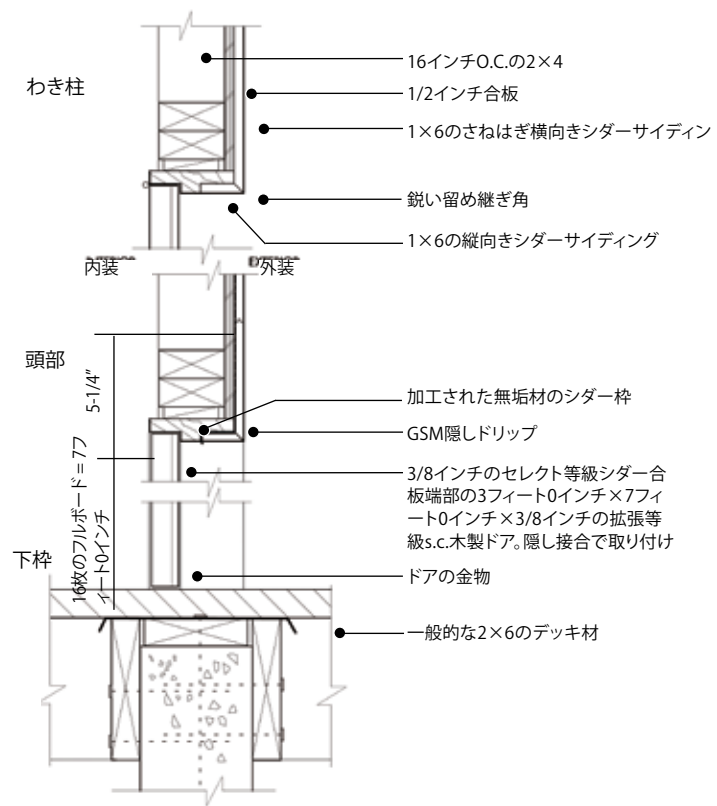 わき柱
16インチO.C.の2×4
1/2インチ合板
1×6のさねはぎ横向きシダーサイディン
鋭い留め継ぎ角
1×6の縦向きシダーサイディング
内装
外装
頭部
5-1/4”
16枚のフルボード=7フ
ィート0インチ
加工された無垢材のシダー枠
GSM隠しドリップ
3/8インチのセレクト等級シダー合
板端部の3フィート0インチ×7フィ
ート0インチ×3/8インチの拡張等
級s.c.木製ドア。隠し接合で取り付け
下枠
ドアの金物
一般的な2×6のデッキ材